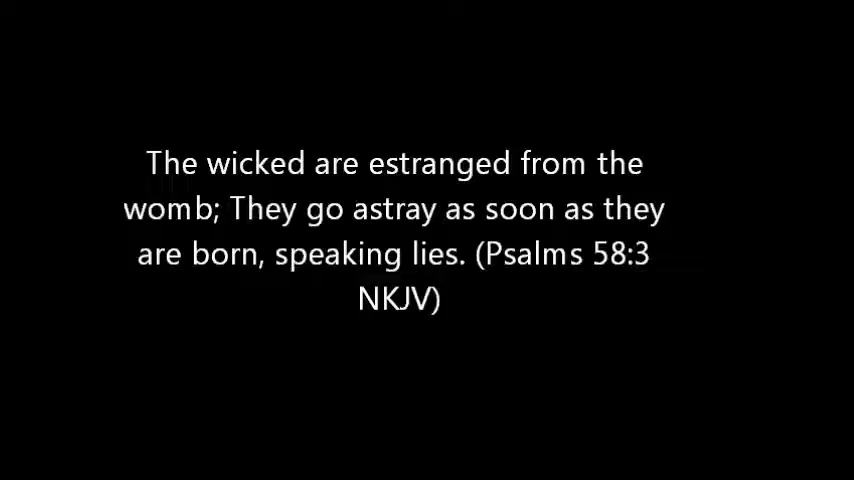 The wicked are estranged from the
womb; They go astray as soon as they
are born, speaking lies. (Psalms 58:3
NKJV)